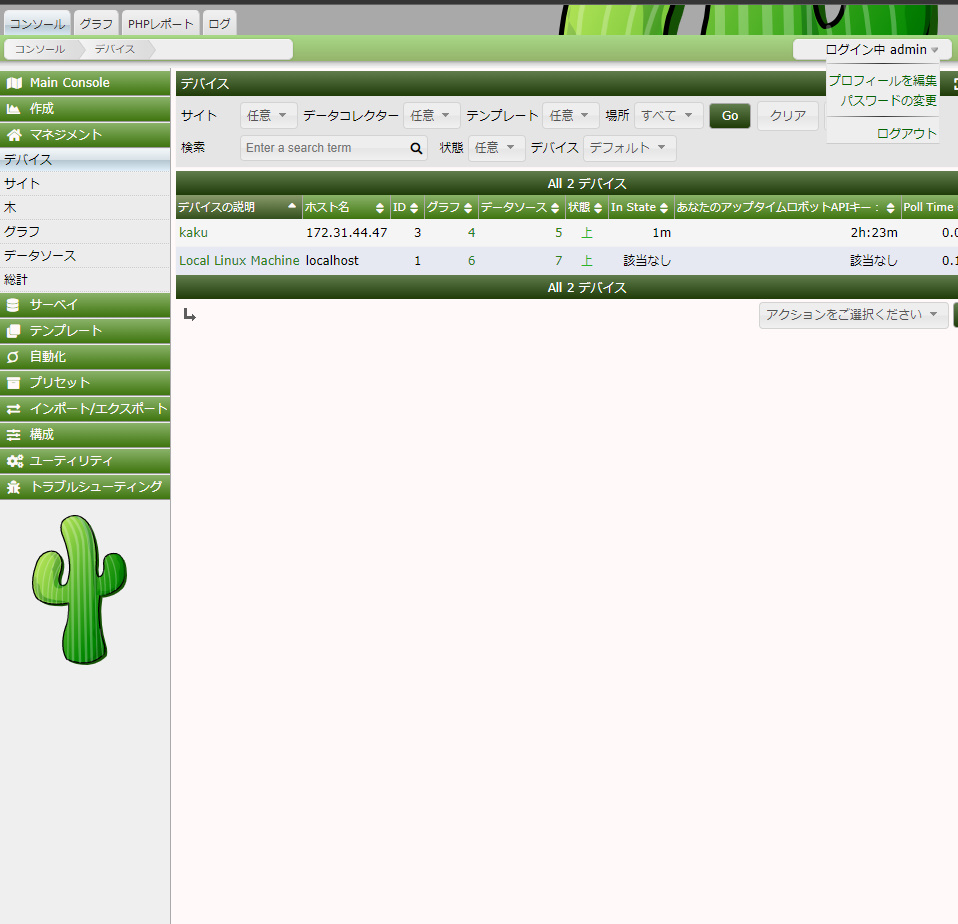 コンソール グラフ PHPレポート ログ
コンソール デバイス ログイン中 admin
プロフィールを編集
パスワードの変更
ログアウト
Main Console
作成
マネジメント
デバイス
サイト
木
グラフ
データソース
総計
サーベイ
テンプレート
自動化
プリセット
インポート/エクスポート
構成
ユーティリティ
トラブルシューティング
デバイス
サイト 任意 データコレクター 任意 テンプレート 任意 場所 すべて Go クリア
検索 Enter a search term 状態 任意 デバイス デフォルト
All 2 デバイス
デバイスの説明 ホスト名 ID グラフ データソース 状態 In State あなたのアップタイムロボットAPIキー： Poll Time
kaku 172.31.44.47 3 4 5 上 1m 2h:23m 0.0
Local Linux Machine localhost 1 6 7 上 該当なし 該当なし 0.1
All 2 デバイス
アクションをご選択ください